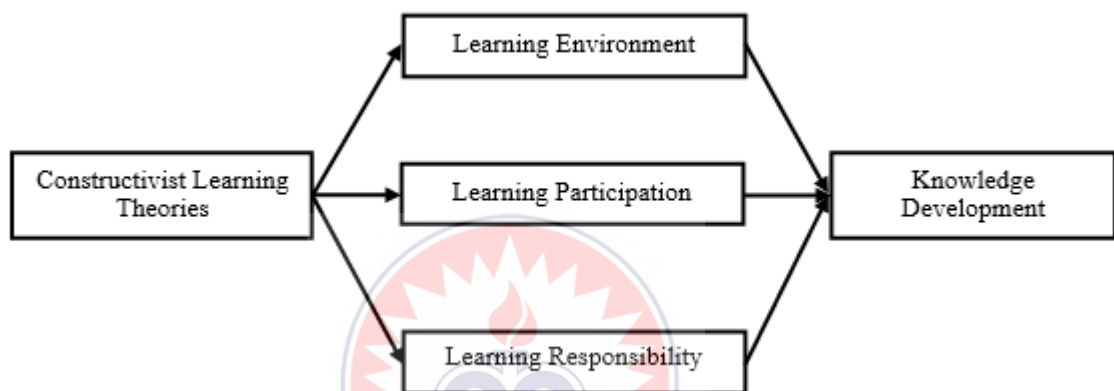 Learning Environment
Constructivist Learning
Theories
Learning Participation
Knowledge
Development
Learning Responsibility